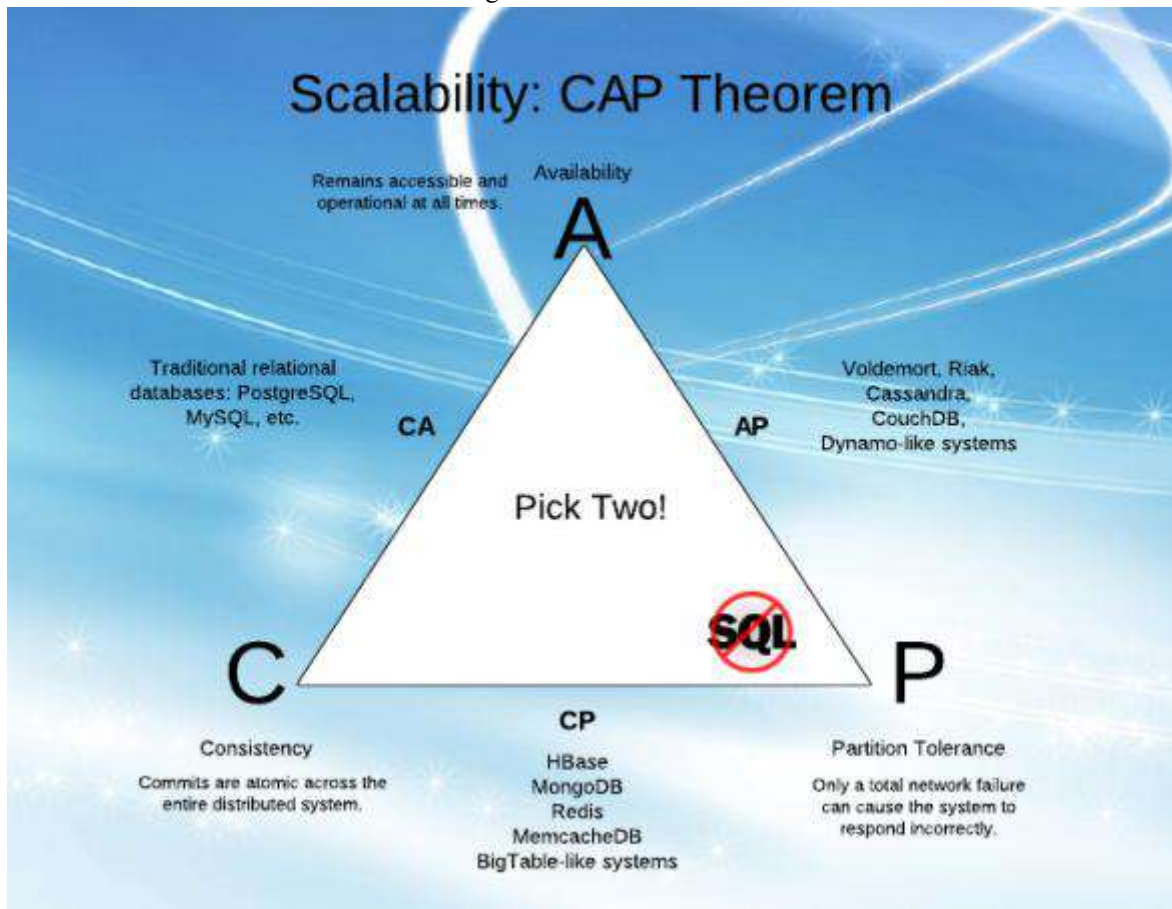 Scalability: CAP Theorem
Availability
Remains accessible and
operational at all times.
A
Traditional relational
databases: PostgreSQL,
MySQL, etc.
CA
AP
Voldemort, Riak,
Cassandra,
CouchDB,
Dynamo-like systems
Pick Two!
SQL
C
P
Consistency
Commits are atomic across the
entire distributed system.
CP
HBase
MongoDB
Redis
MemcacheDB
BigTable-like systems
Partition Tolerance
Only a total network failure
can cause the system to
respond incorrectly.